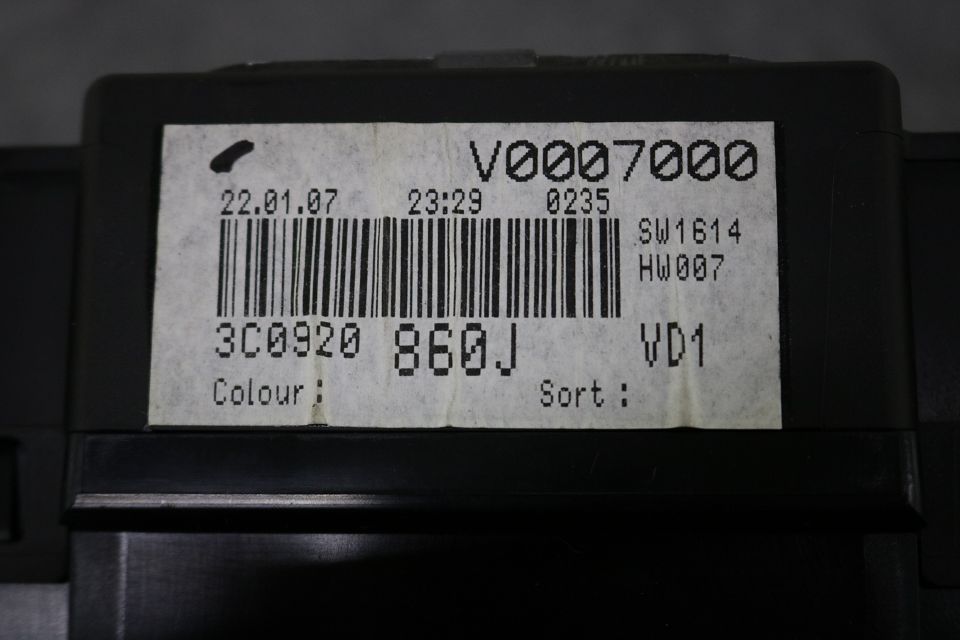 V0007000
22.01.07 23:29 0235
SW1614
HW007
3C0920 860J VD1
Colour: Sort: